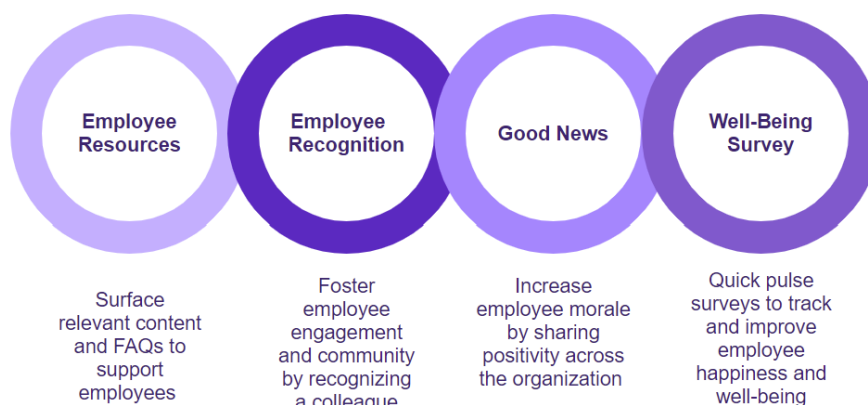 Employee
Resources
Employee
Recognition
Good News
Well-Being
Survey
Surface
relevant content
and FAQs to
support
employees
Foster
employee
engagement
and community
by recognizing
a colleague
Increase
employee morale
by sharing
positivity across
the organization
Quick pulse
surveys to track
and improve
employee
happiness and
well-being